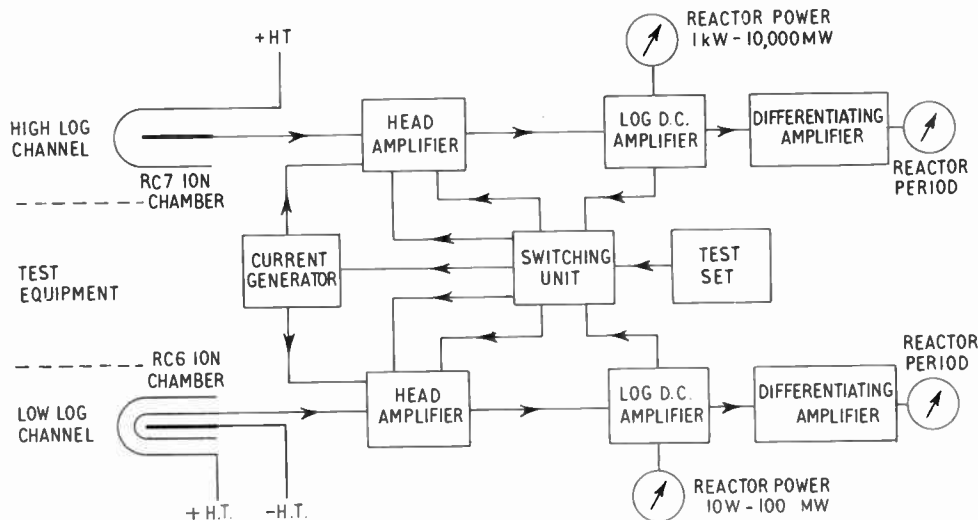 REACTOR POWER
1kW - 10,000MW
+HT
HIGH LOG
CHANNEL
HEAD
AMPLIFIER
LOG D.C.
AMPLIFIER
DIFFERENTIATING
AMPLIFIER
REACTOR
PERIOD
RC7 ION
CHAMBER
TEST
EQUIPMENT
CURRENT
GENERATOR
SWITCHING
UNIT
TEST
SET
RC6 ION
CHAMBER
REACTOR
PERIOD
LOW LOG
CHANNEL
HEAD
AMPLIFIER
LOG D.C.
AMPLIFIER
DIFFERENTIATING
AMPLIFIER
+H.T.
-H.T.
REACTOR POWER
10W - 100 MW